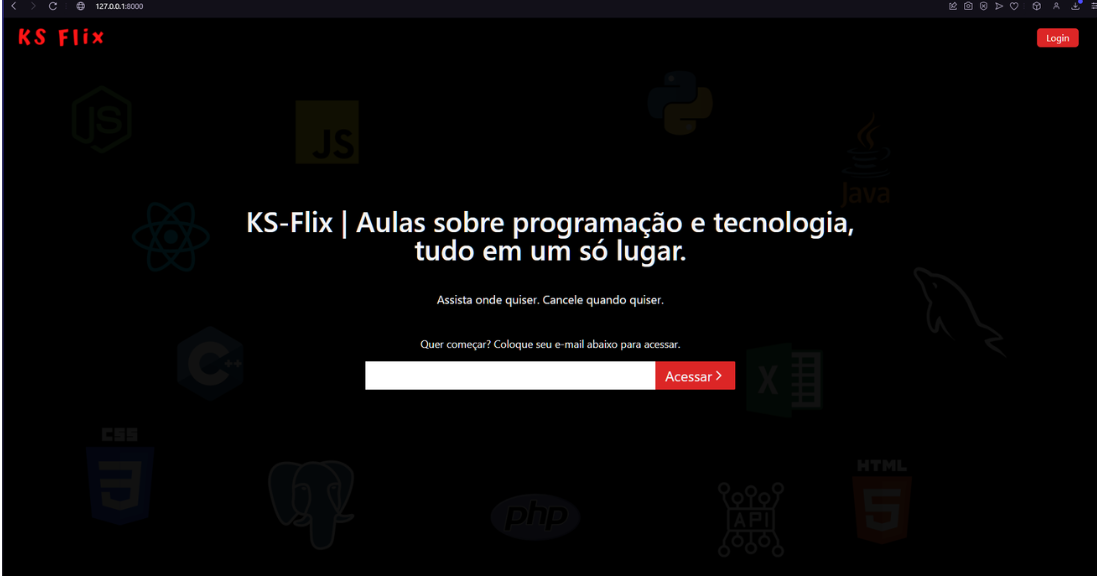 127.0.0.1:8000
KS Flix
Login
JS
JS
Java
KS-Flix | Aulas sobre programação e tecnologia,
tudo em um só lugar.
Assista onde quiser. Cancele quando quiser.
Quer começar? Coloque seu e-mail abaixo para acessar.
Acessar >
C++
X
CSS
3
php
API
HTML
5